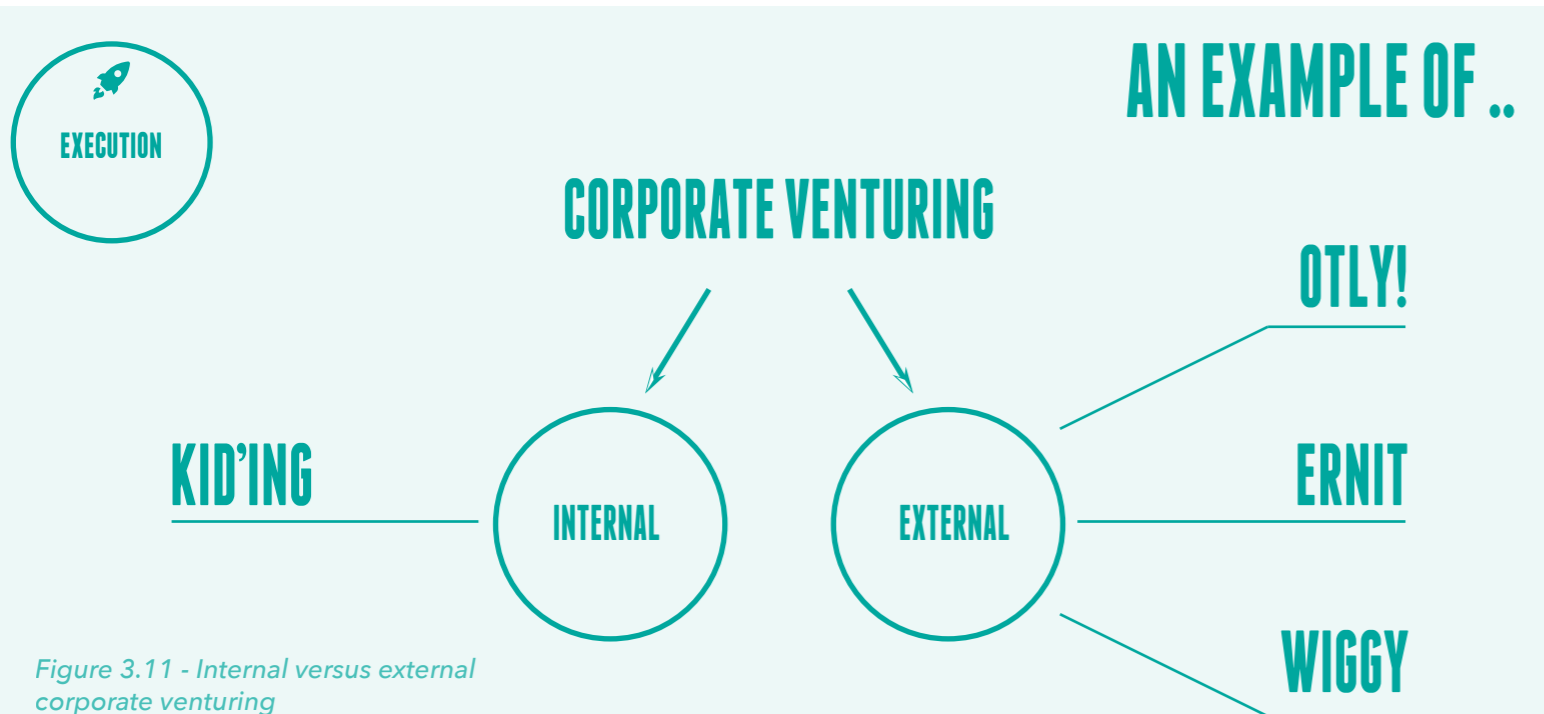 EXECUTION
AN EXAMPLE OF ..
CORPORATE VENTURING
OTLY!
KID'ING
INTERNAL
EXTERNAL
ERNIT
WIGGY
Figure 3.11 - Internal versus external
corporate venturing